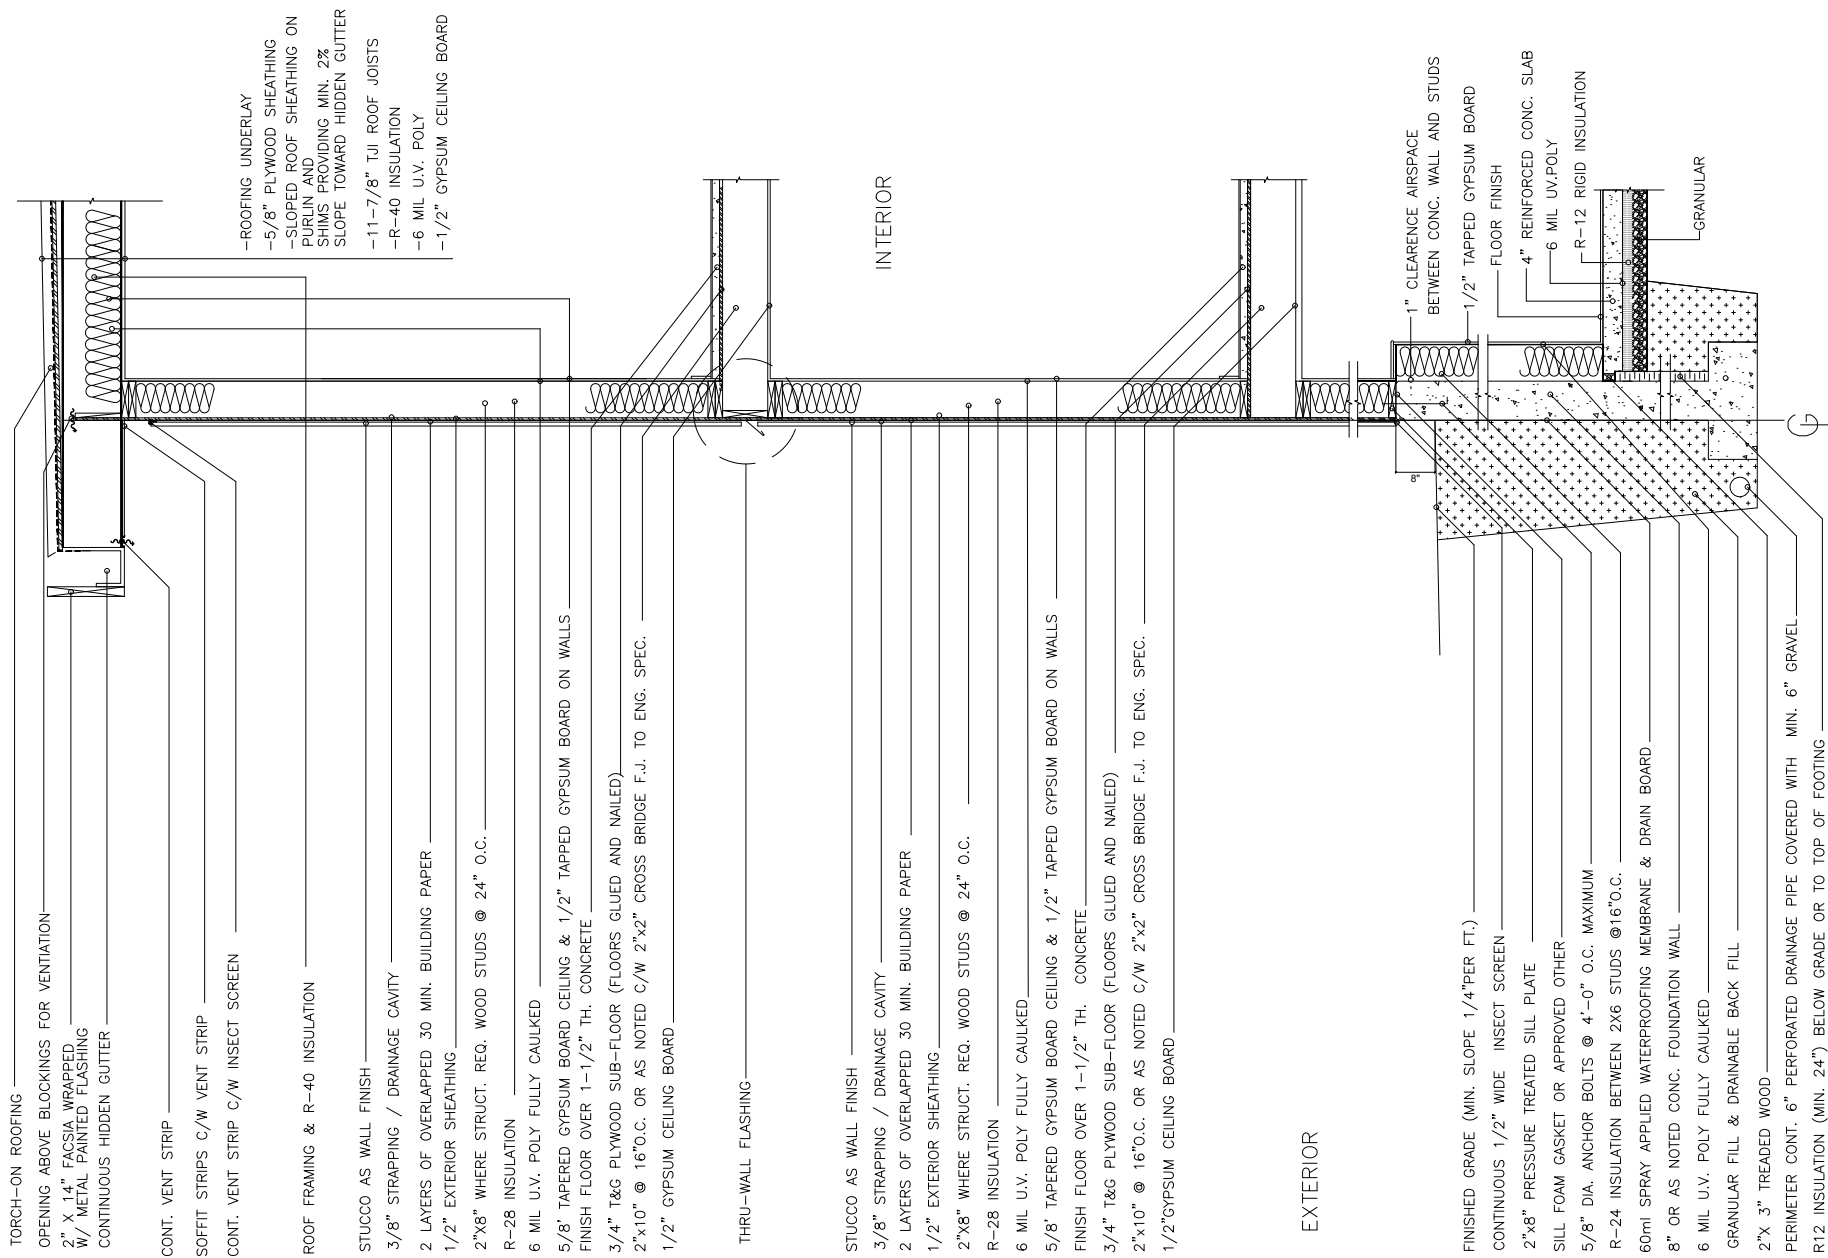 TORCH-ON ROOFING
OPENING ABOVE BLOCKINGS FOR VENTIATION
2" X 14" FACSIA WRAPPED
W/ METAL PAINTED FLASHING
CONTINUOUS HIDDEN GUTTER
CONT. VENT STRIP
SOFFIT STRIPS C/W VENT STRIP
CONT. VENT STRIP C/W INSECT SCREEN
ROOF FRAMING & R-40 INSULATION
STUCCO AS WALL FINISH
3/8" STRAPPING / DRAINAGE CAVITY
2 LAYERS OF OVERLAPPED 30 MIN. BUILDING PAPER
1/2" EXTERIOR SHEATHING
2"X8" WHERE STRUCT. REQ. WOOD STUDS @ 24" O.C.
R-28 INSULATION
6 MIL U.V. POLY FULLY CAULKED
5/8' TAPERED GYPSUM BOARD CEILING & 1/2" TAPPED GYPSUM BOARD ON WALLS
FINISH FLOOR OVER 1-1/2" TH. CONCRETE
3/4" T&G PLYWOOD SUB-FLOOR (FLOORS GLUED AND NAILED)
2"x10" @ 16"O.C. OR AS NOTED C/W 2"x2" CROSS BRIDGE F.J. TO ENG. SPEC.
1/2" GYPSUM CEILING BOARD
THRU-WALL FLASHING
STUCCO AS WALL FINISH
3/8" STRAPPING / DRAINAGE CAVITY
2 LAYERS OF OVERLAPPED 30 MIN. BUILDING PAPER
1/2" EXTERIOR SHEATHING
2"X8" WHERE STRUCT. REQ. WOOD STUDS @ 24" O.C.
R-28 INSULATION
6 MIL U.V. POLY FULLY CAULKED
5/8' TAPERED GYPSUM BOARD CEILING & 1/2" TAPPED GYPSUM BOARD ON WALLS
FINISH FLOOR OVER 1-1/2" TH. CONCRETE
3/4" T&G PLYWOOD SUB-FLOOR (FLOORS GLUED AND NAILED)
2"x10" @ 16"O.C. OR AS NOTED C/W 2"x2" CROSS BRIDGE F.J. TO ENG. SPEC.
1/2"GYPSUM CEILING BOARD
EXTERIOR
FINISHED GRADE (MIN. SLOPE 1/4"PER FT.)
CONTINUOUS 1/2" WIDE INSECT SCREEN
2"x8" PRESSURE TREATED SILL PLATE
SILL FOAM GASKET OR APPROVED OTHER
5/8" DIA. ANCHOR BOLTS @ 4'-0" O.C. MAXIMUM
R-24 INSULATION BETWEEN 2X6 STUDS @16"O.C.
60ml SPRAY APPLIED WATERPROOFING MEMBRANE & DRAIN BOARD
8" OR AS NOTED CONC. FOUNDATION WALL
6 MIL U.V. POLY FULLY CAULKED
GRANULAR FILL & DRAINABLE BACK FILL
2"X 3" TREADED WOOD
PERIMETER CONT. 6" PERFORATED DRAINAGE PIPE COVERED WITH MIN. 6" GRAVEL
R12 INSULATION (MIN. 24") BELOW GRADE OR TO TOP OF FOOTING
-ROOFING UNDERLAY
-5/8" PLYWOOD SHEATHING
-SLOPED ROOF SHEATHING ON
PURLIN AND
SHIMS PROVIDING MIN. 2%
SLOPE TOWARD HIDDEN GUTTER
-11-7/8" TJI ROOF JOISTS
-R-40 INSULATION
-6 MIL U.V. POLY
-1/2" GYPSUM CEILING BOARD
INTERIOR
1" CLEARENCE AIRSPACE
BETWEEN CONC. WALL AND STUDS
1/2" TAPPED GYPSUM BOARD
FLOOR FINISH
4" REINFORCED CONC. SLAB
6 MIL UV.POLY
R-12 RIGID INSULATION
GRANULAR
8"
G